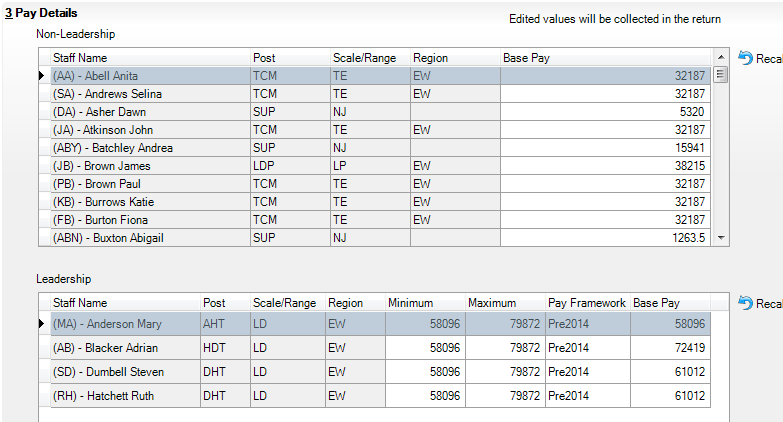 3 Pay Details
Edited values will be collected in the return
Non-Leadership
Staff Name Post Scale/Range Region Base Pay
(AA) - Abell Anita TCM TE EW 32187
(SA) - Andrews Selina TCM TE EW 32187
(DA) - Asher Dawn SUP NJ 5320
(JA) - Atkinson John TCM TE EW 32187
(ABY) - Batchley Andrea SUP NJ 15941
(JB) - Brown James LDP LP EW 38215
(PB) - Brown Paul TCM TE EW 32187
(KB) - Burrows Katie TCM TE EW 32187
(FB) - Burton Fiona TCM TE EW 32187
(ABN) - Buxton Abigail SUP NJ 1263.5
Recal
Leadership
Staff Name Post Scale/Range Region Minimum Maximum Pay Framework Base Pay
(MA) - Anderson Mary AHT LD EW 58096 79872 Pre2014 58096
(AB) - Blacker Adrian HDT LD EW 58096 79872 Pre2014 72419
(SD) - Dumbell Steven DHT LD EW 58096 79872 Pre2014 61012
(RH) - Hatchett Ruth DHT LD EW 58096 79872 Pre2014 61012
Recal